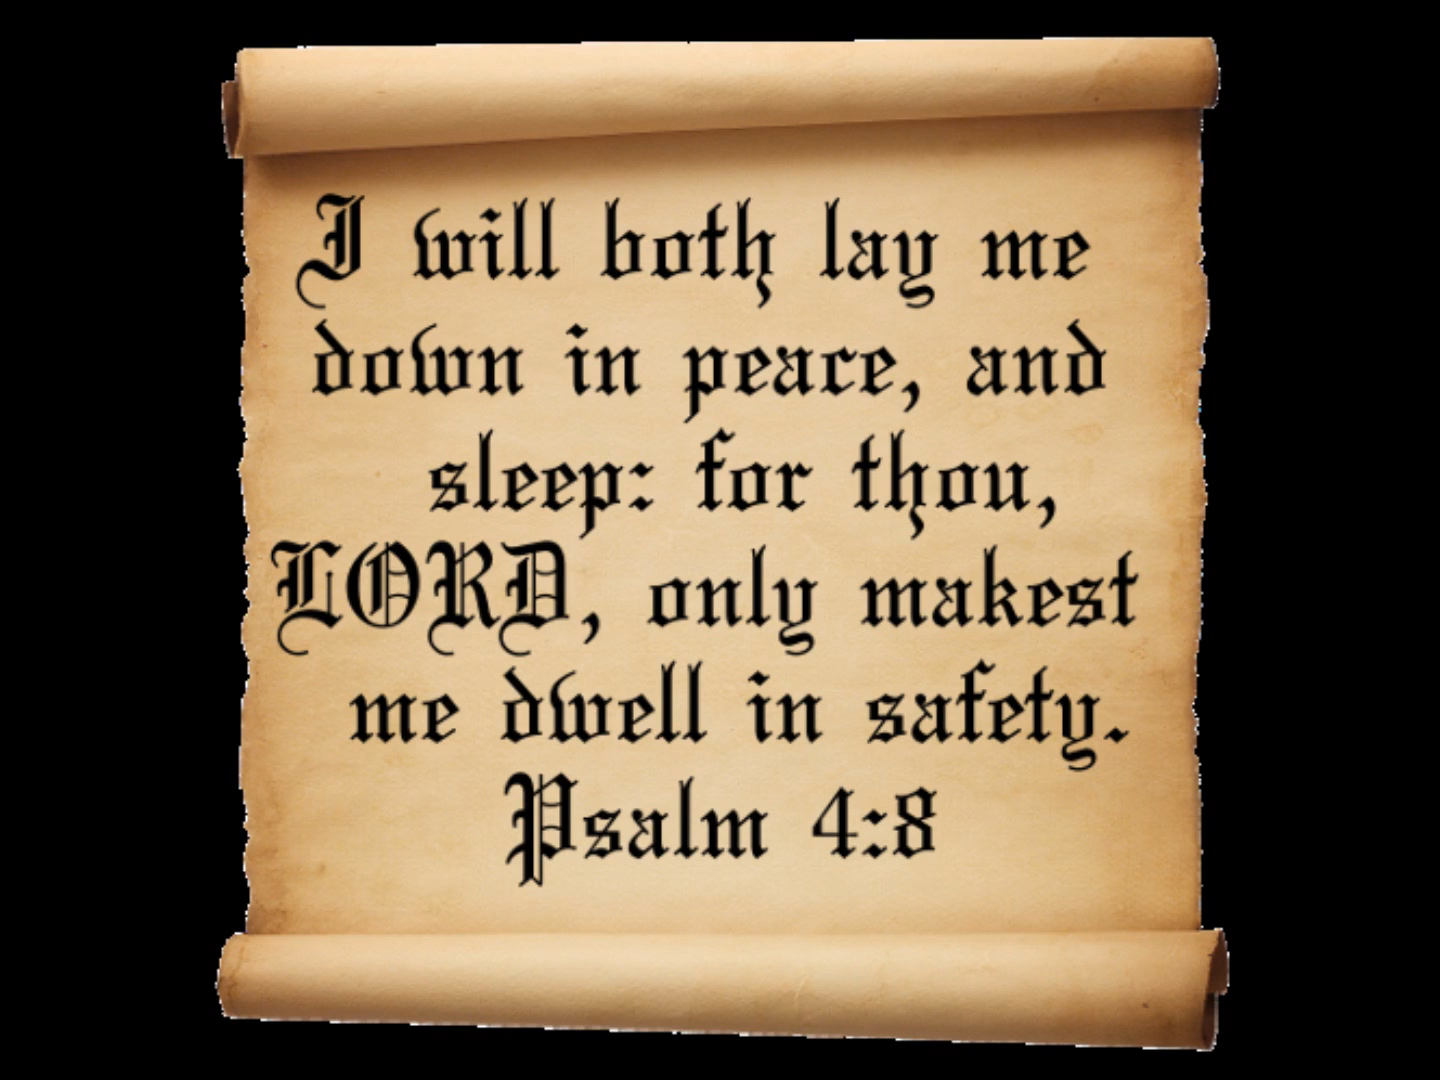 I will both lay me
down in peace, and
sleep: for thou,
LORD, only makest
me dwell in safety.
Psalm 4:8